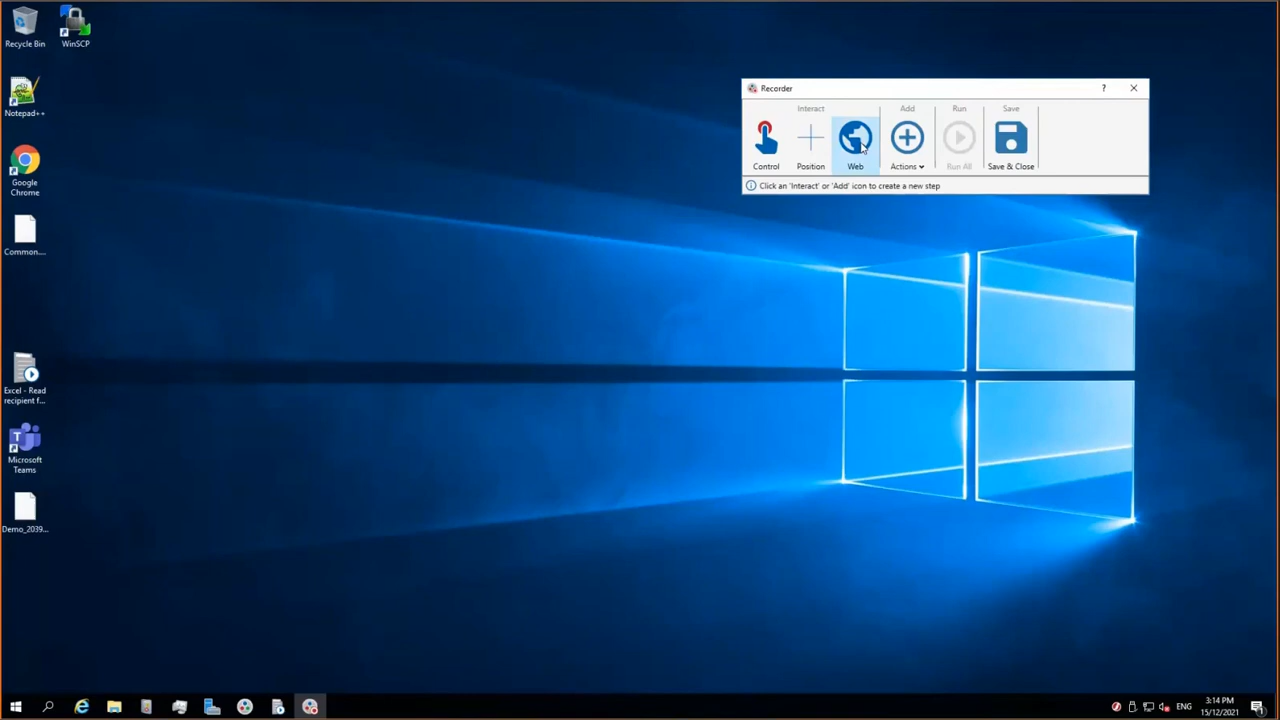 Recycle Bin
WinSCP
Notepad++
Google
Chrome
Common....
Excel - Read
recipient f...
Microsoft
Teams
Demo_2039...
Recorder
?
Interact
Add
Run
Save
Control
Position
Web
Actions
Run All
Save & Close
Click an 'Interact' or 'Add' icon to create a new step
ENG
3:14 PM
15/12/2021
1